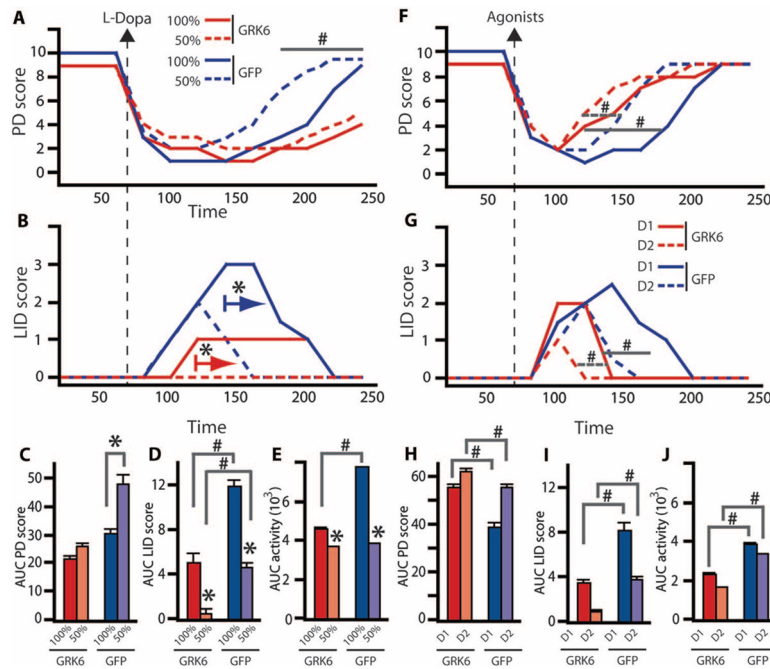 A
L-Dopa
100%
50%
GRK6
100%
50%
GFP
#
PD score
10
8
6
4
2
0
50
100
150
200
250
Time
B
LID score
3
2
1
0
*
*
50
100
150
200
250
Time
F
Agonists
PD score
10
8
6
4
2
0
#
#
50
100
150
200
250
G
D1
D2
GRK6
D1
D2
GFP
LID score
3
2
1
0
#
#
50
100
150
200
250
Time
C
AUC PD score
50
40
30
20
10
0
*
100%
50%
100%
50%
GRK6
GFP
D
AUC LID score
12
8
4
0
#
#
*
*
100%
50%
100%
50%
GRK6
GFP
E
AUC activity (10³)
8
6
4
2
0
#
*
*
100%
50%
100%
50%
GRK6
GFP
H
AUC PD score
60
40
20
0
#
#
D1
D2
D1
D2
GRK6
GFP
I
AUC LID score
12
8
4
0
#
#
D1
D2
D1
D2
GRK6
GFP
J
AUC activity (10³)
8
6
4
2
0
#
#
D1
D2
D1
D2
GRK6
GFP